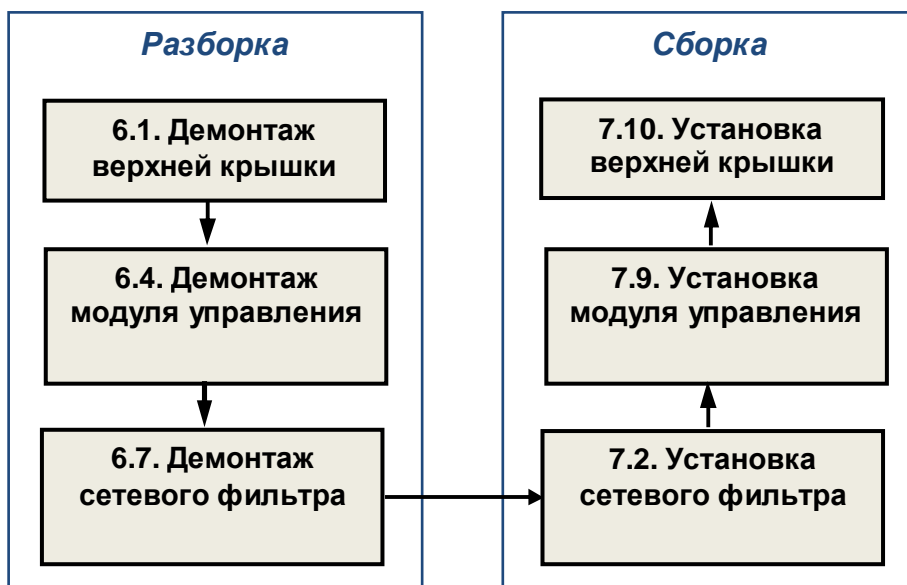 Разборка
6.1. Демонтаж
верхней крышки
6.4. Демонтаж
модуля управления
6.7. Демонтаж
сетевого фильтра
Сборка
7.10. Установка
верхней крышки
7.9. Установка
модуля управления
7.2. Установка
сетевого фильтра